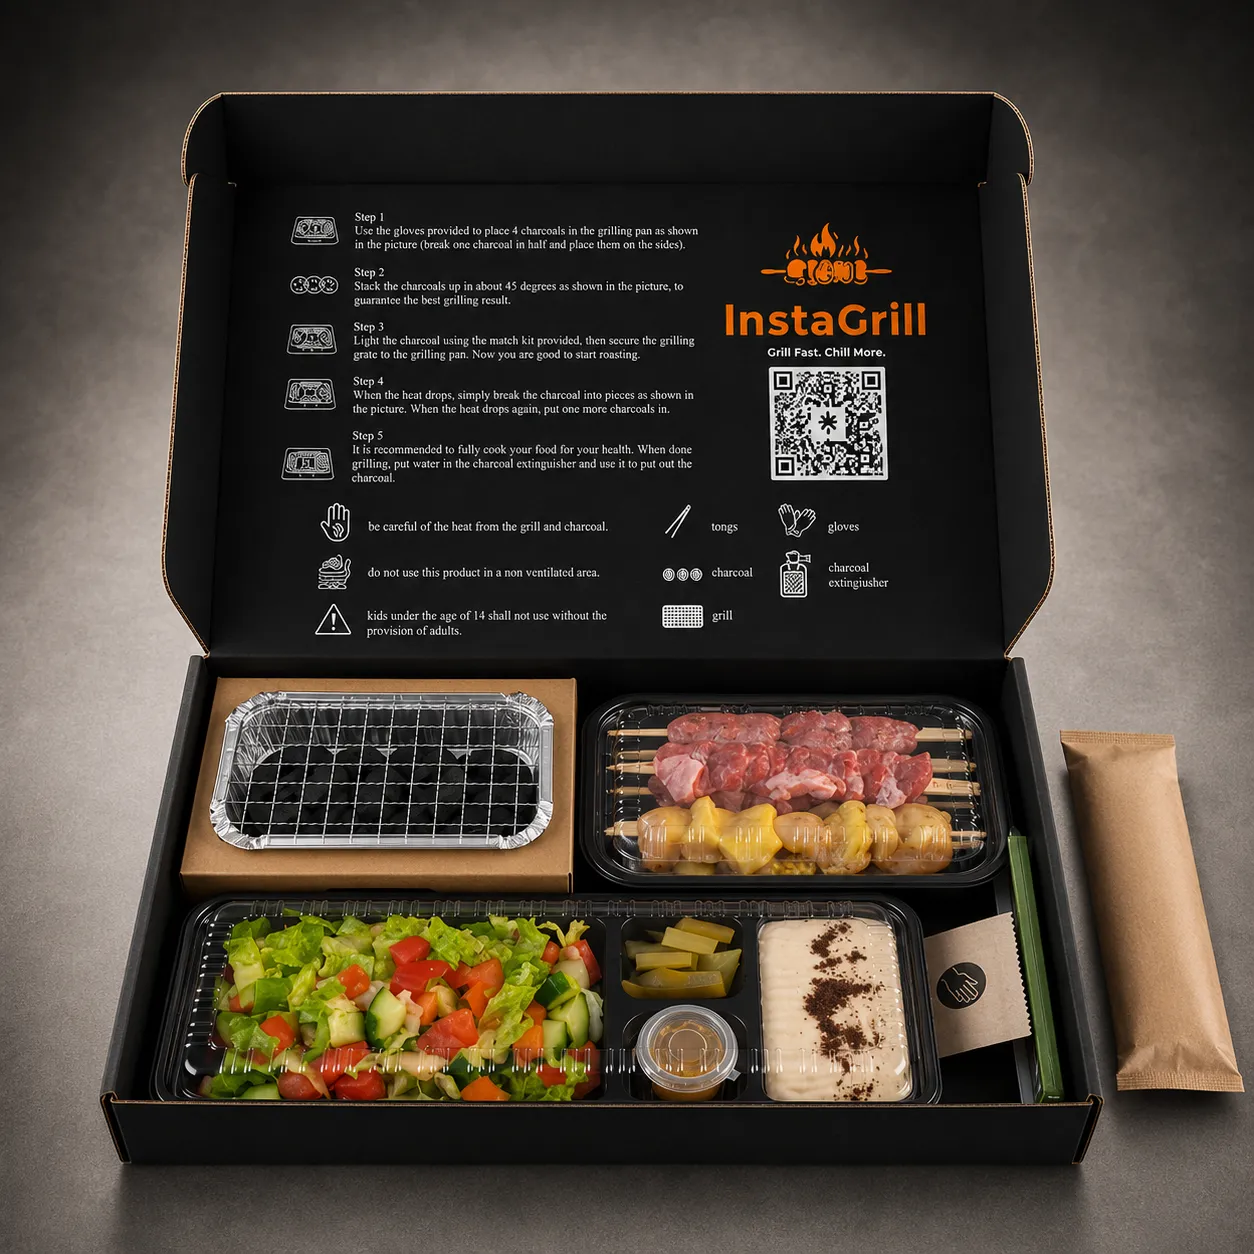 Step 1
Use the gloves provided to place 4 charcoals in the grilling pan as shown
in the picture (break one charcoal in half and place them on the sides).
Step 2
Stack the charcoals up in about 45 degrees as shown in the picture, to
guarantee the best grilling result.
Step 3
Light the charcoal using the match kit provided, then secure the grilling
grate to the grilling pan. Now you are good to start roasting.
Step 4
When the heat drops, simply break the charcoal into pieces as shown in
the picture. When the heat drops again, put one more charcoals in.
Step 5
It is recommended to fully cook your food for your health. When done
grilling, put water in the charcoal extinguisher and use it to put out the
charcoal.
InstaGrill
Grill Fast. Chill More.
be careful of the heat from the grill and charcoal.
do not use this product in a non ventilated area.
kids under the age of 14 shall not use without the
provision of adults.
tongs
gloves
charcoal
charcoal
extingiusher
grill